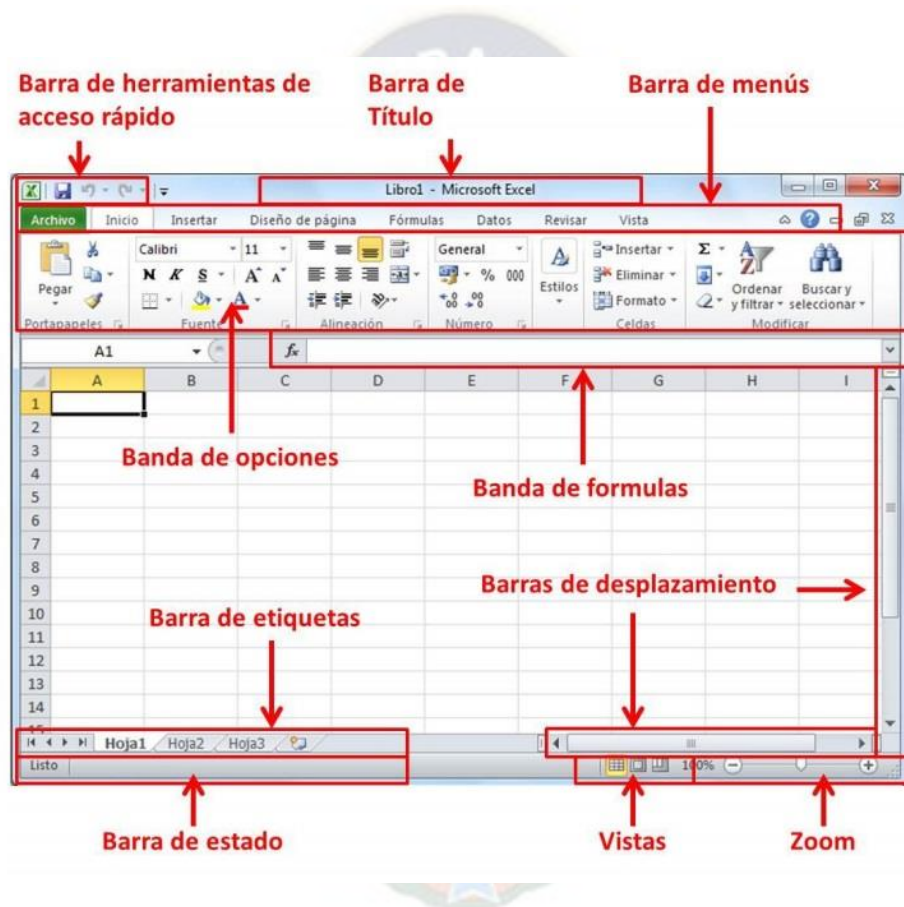 Barra de herramientas de
acceso rápido
Barra de
Título
Barra de menús
Libro1 - Microsoft Excel
Archivo Inicio Insertar Diseño de página Fórmulas Datos Revisar Vista
Pegar
Calibri 11
N K S
A A
A
General
% 000
Estilos
Insertar
Eliminar
Formato
Σ
Ordenar
y filtrar
Buscar y
seleccionar
Portapapeles Fuente Alineación Número Celdas Modificar
A1 fx
A B C D E F G H I
1
2
3
4
5
6
7
8
9
10
11
12
13
14
15
Banda de opciones
Banda de formulas
Barras de desplazamiento
Barra de etiquetas
Hoja1 Hoja2 Hoja3
Listo 100%
Barra de estado
Vistas
Zoom